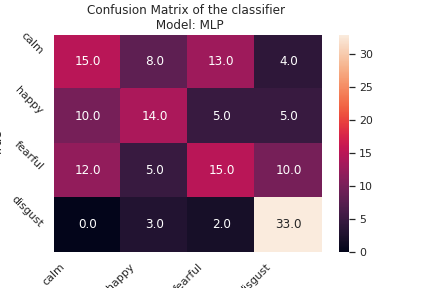 Confusion Matrix of the classifier
Model: MLP
calm 15.0 8.0 13.0 4.0
happy 10.0 14.0 5.0 5.0
fearful 12.0 5.0 15.0 10.0
disgust 0.0 3.0 2.0 33.0
30
25
20
15
10
5
0
calm happy fearful disgust